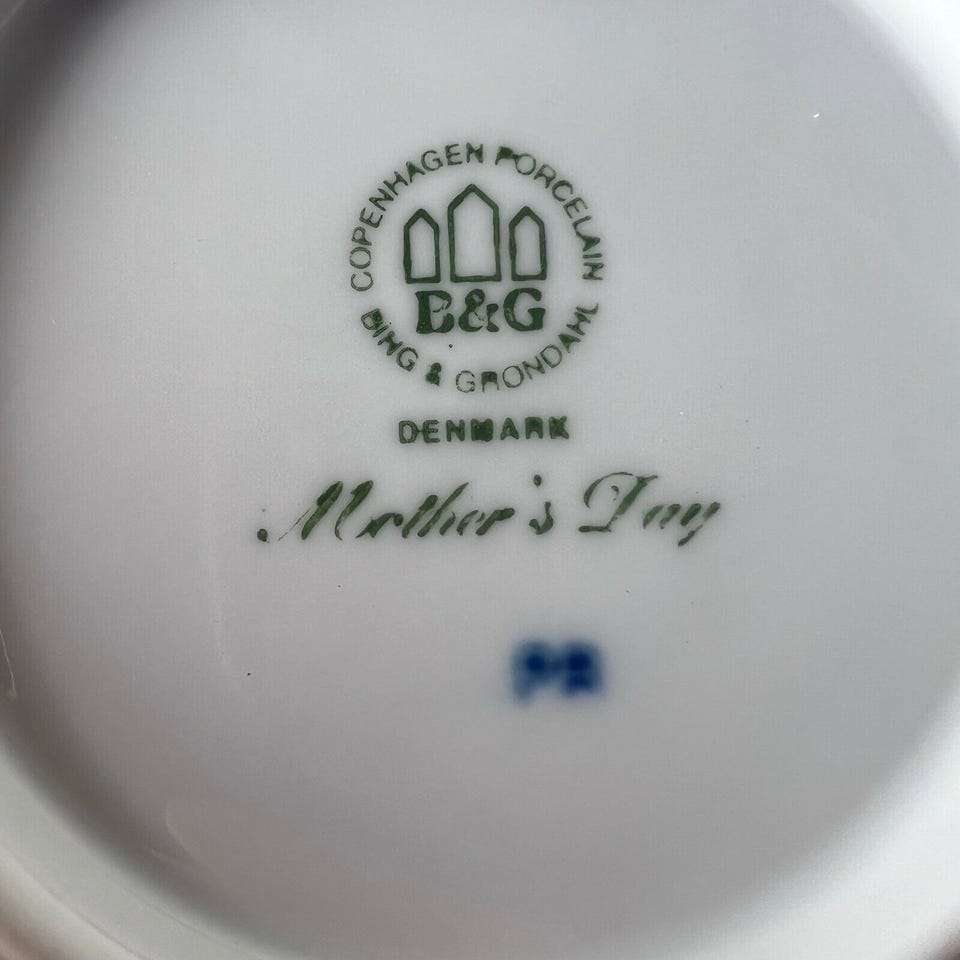 COPENHAGEN PORCELAIN
B&G
BING & GRONDAHL
DENMARK
Mother's Day